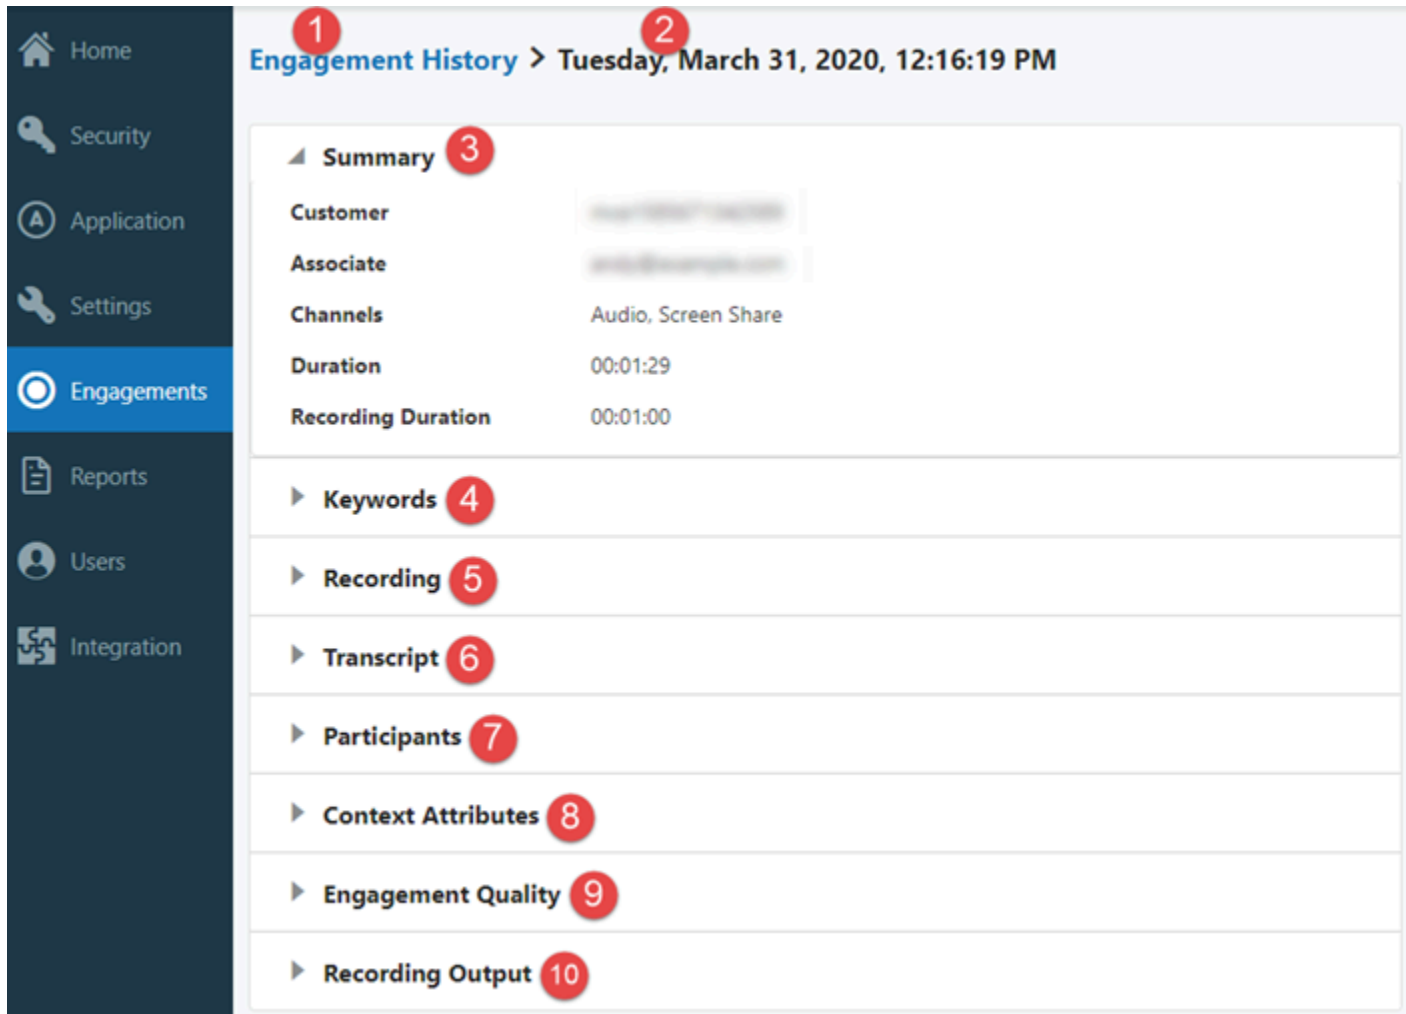 Home
Security
Application
Settings
Engagements
Reports
Users
Integration
1 2
Engagement History > Tuesday, March 31, 2020, 12:16:19 PM
Summary 3
Customer
Associate
Channels Audio, Screen Share
Duration 00:01:29
Recording Duration 00:01:00
Keywords 4
Recording 5
Transcript 6
Participants 7
Context Attributes 8
Engagement Quality 9
Recording Output 10